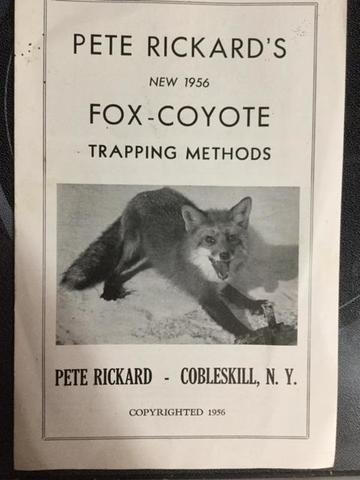 PETE RICKARD'S
NEW 1956
FOX-COYOTE
TRAPPING METHODS
PETE RICKARD - COBLESKILL, N. Y.
COPYRIGHTED 1956